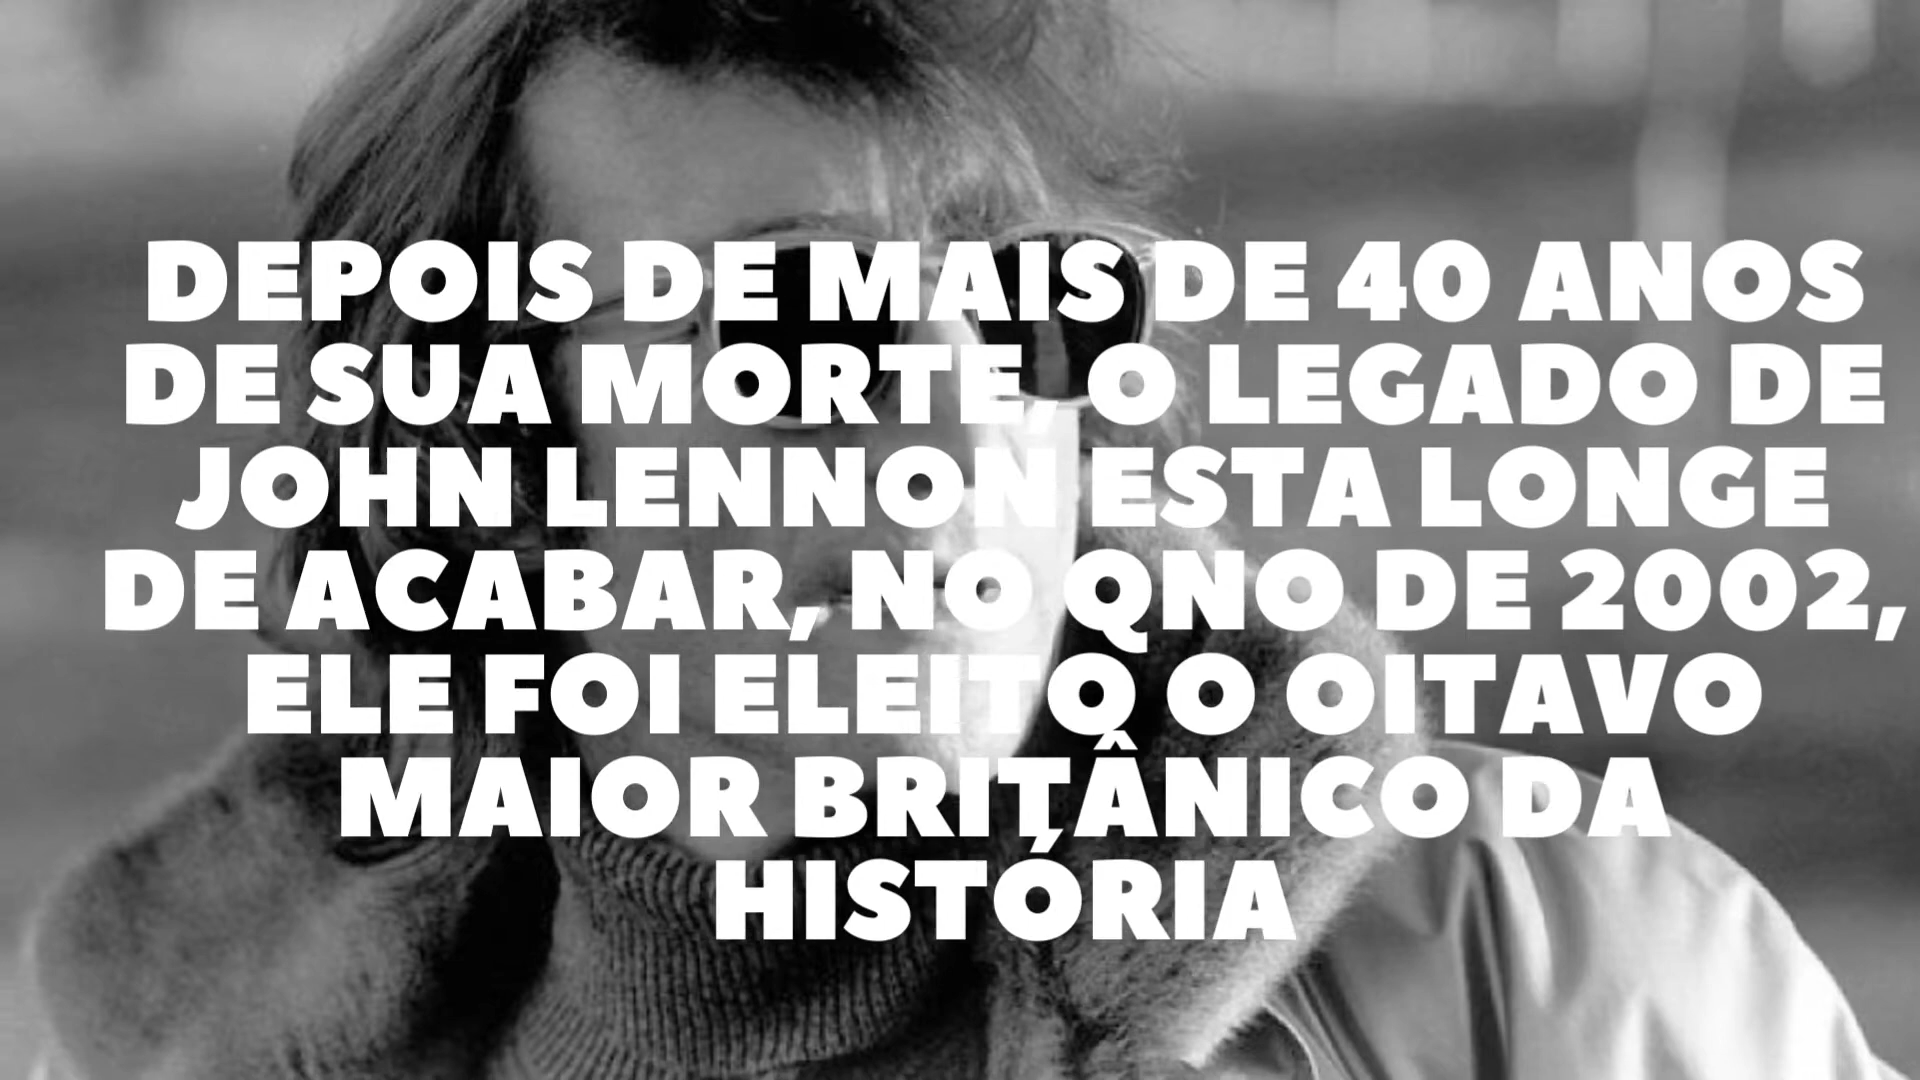 DEPOIS DE MAIS DE 40 ANOS
DE SUA MORTE, O LEGADO DE
JOHN LENNON ESTA LONGE
DE ACABAR, NO QNO DE 2002,
ELE FOI ELEITO O OITAVO
MAIOR BRITÂNICO DA
HISTÓRIA